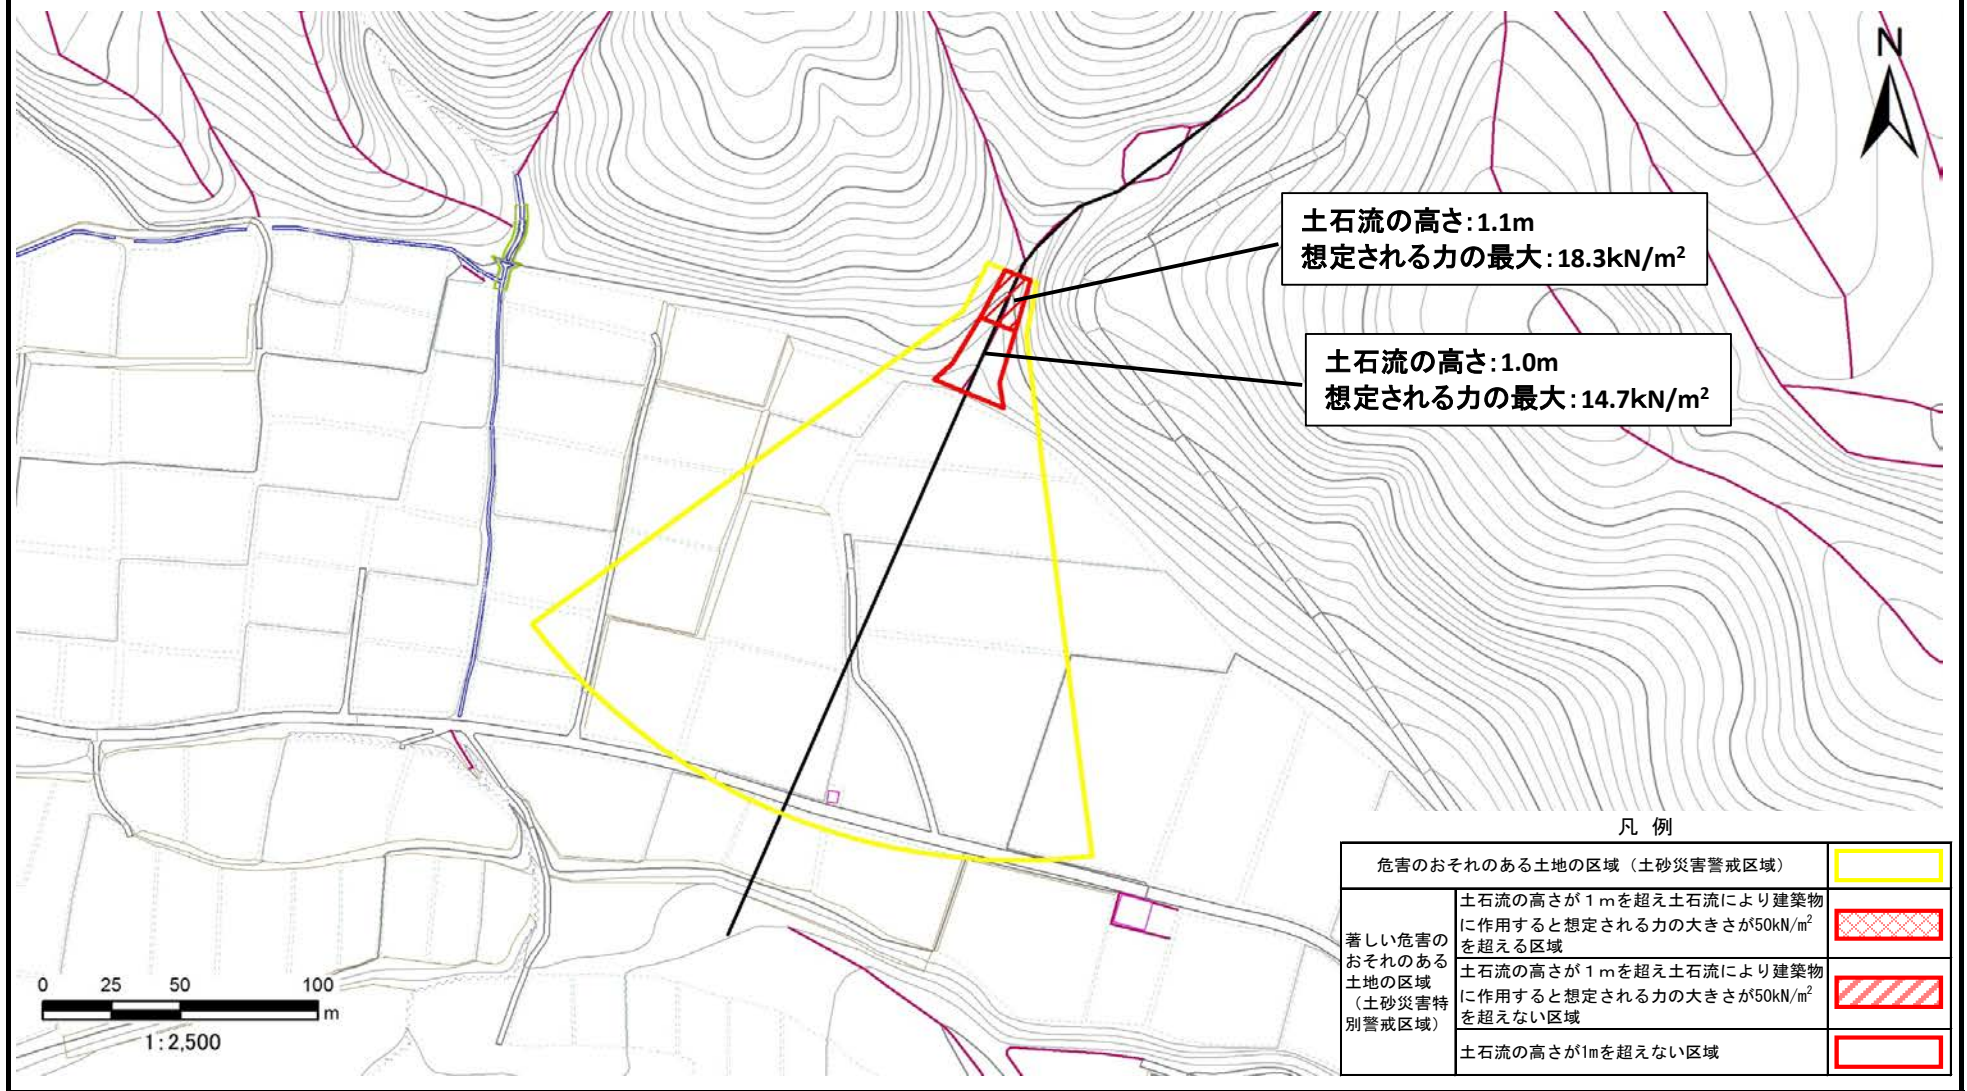 N
土石流の高さ:1.1m
想定される力の最大:18.3kN/m²
土石流の高さ:1.0m
想定される力の最大:14.7kN/m²
凡 例
危害のおそれのある土地の区域（土砂災害警戒区域）
著しい危害の
おそれのある
土地の区域
（土砂災害特
別警戒区域）
土石流の高さが１ｍを超え土石流により建築物
に作用すると想定される力の大きさが50kN/m²
を超える区域
土石流の高さが１ｍを超え土石流により建築物
に作用すると想定される力の大きさが50kN/m²
を超えない区域
土石流の高さが1mを超えない区域
0 25 50 100
m
1:2,500